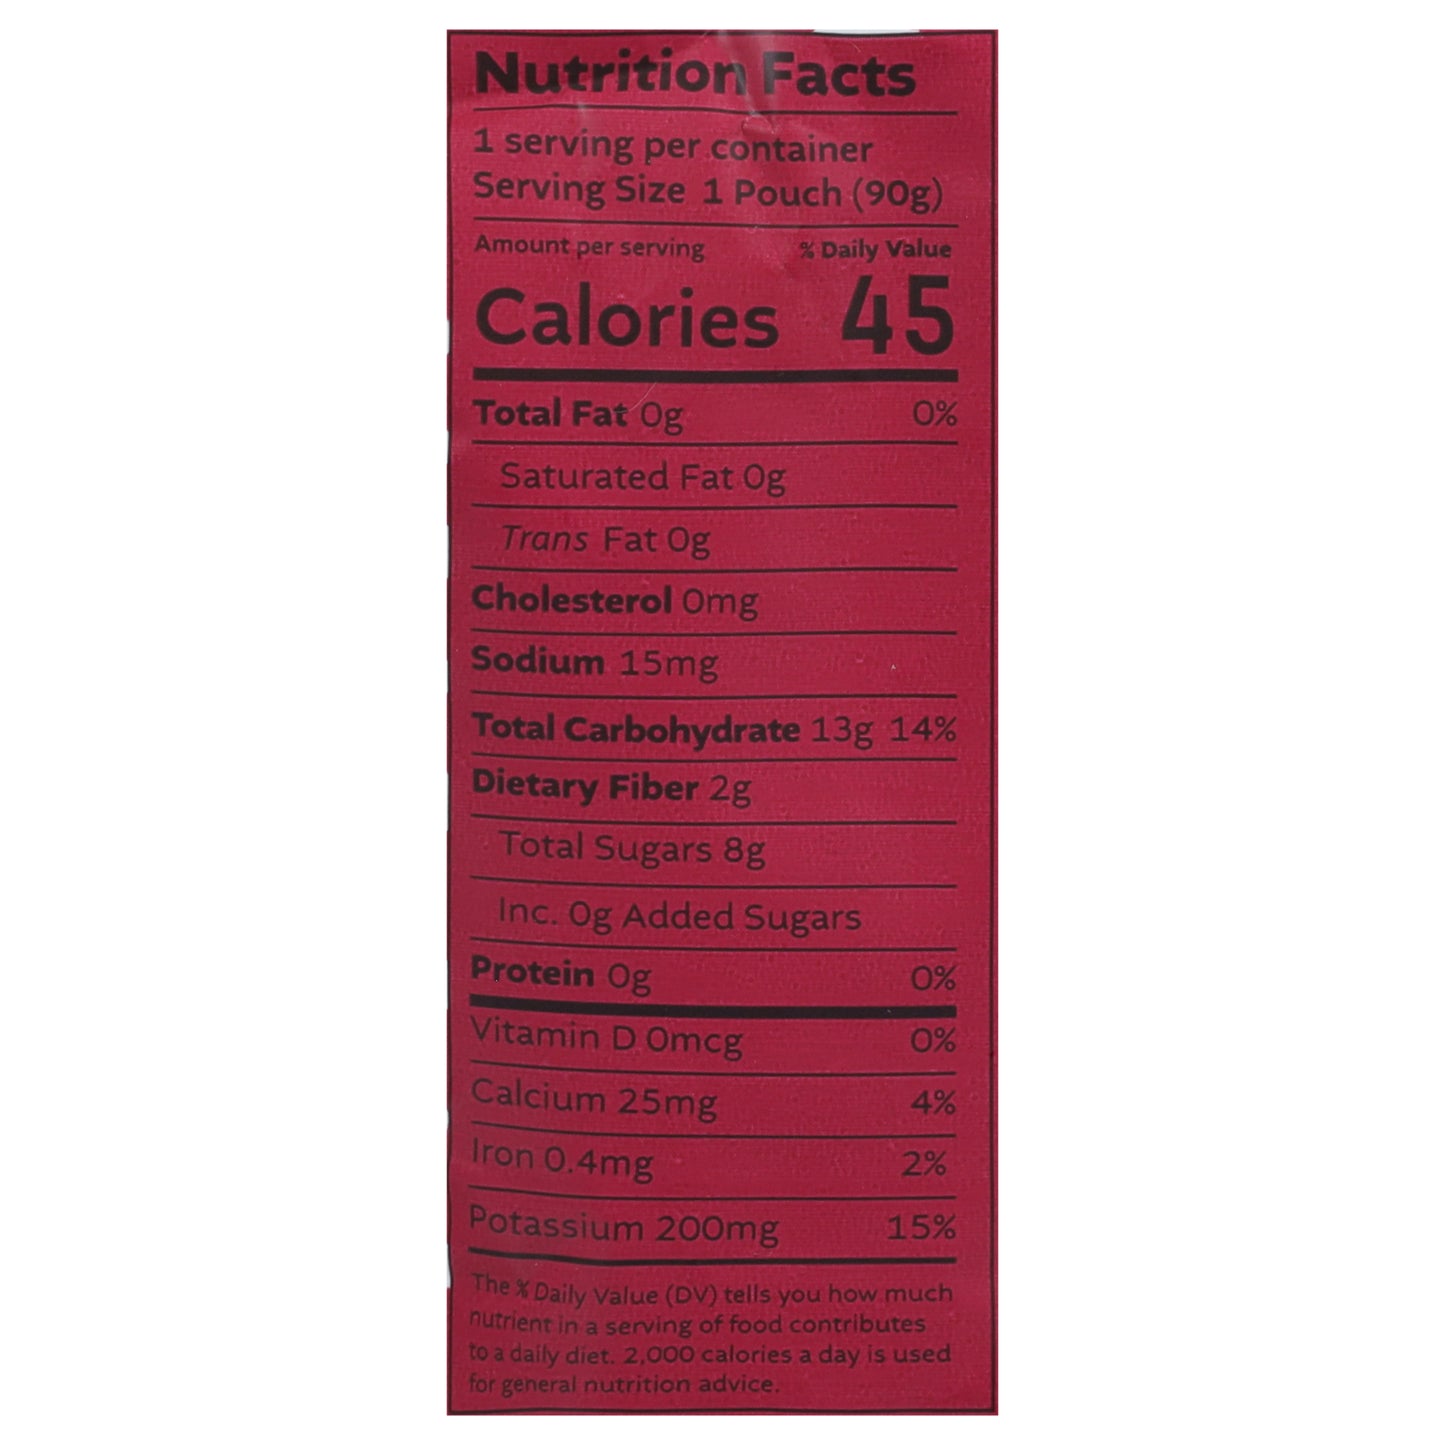 Nutrition Facts
1 serving per container
Serving Size 1 Pouch (90g)
Amount per serving % Daily Value
Calories 45
Total Fat 0g 0%
Saturated Fat 0g
Trans Fat 0g
Cholesterol 0mg
Sodium 15mg
Total Carbohydrate 13g 14%
Dietary Fiber 2g
Total Sugars 8g
Inc. 0g Added Sugars
Protein 0g 0%
Vitamin D 0mcg 0%
Calcium 25mg 4%
Iron 0.4mg 2%
Potassium 200mg 15%
The % Daily Value (DV) tells you how much
nutrient in a serving of food contributes
to a daily diet. 2,000 calories a day is used
for general nutrition advice.